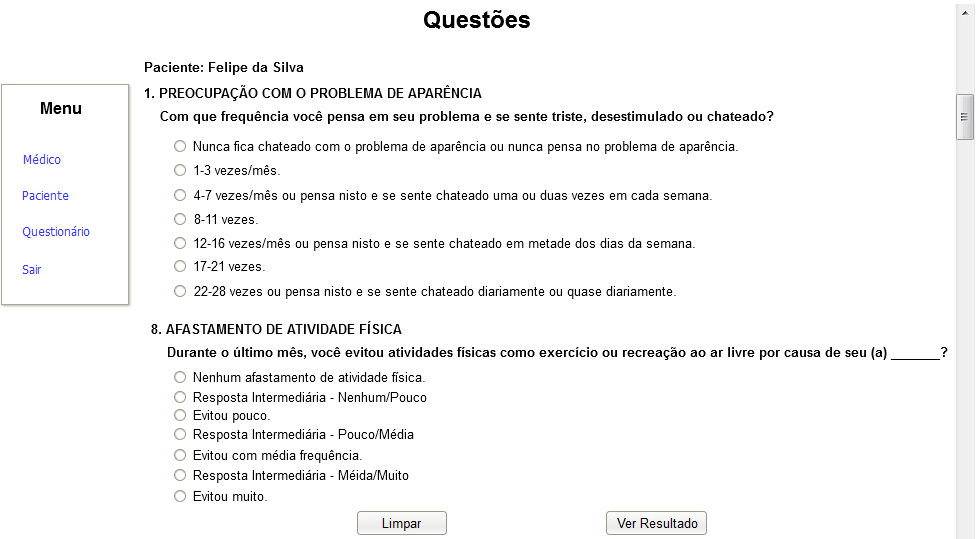 Questões
Paciente: Felipe da Silva
Menu
Médico
Paciente
Questionário
Sair
1. PREOCUPAÇÃO COM O PROBLEMA DE APARÊNCIA
Com que frequência você pensa em seu problema e se sente triste, desestimulado ou chateado?
Nunca fica chateado com o problema de aparência ou nunca pensa no problema de aparência.
1-3 vezes/mês.
4-7 vezes/mês ou pensa nisto e se sente chateado uma ou duas vezes em cada semana.
8-11 vezes.
12-16 vezes/mês ou pensa nisto e se sente chateado em metade dos dias da semana.
17-21 vezes.
22-28 vezes ou pensa nisto e se sente chateado diariamente ou quase diariamente.
8. AFASTAMENTO DE ATIVIDADE FÍSICA
Durante o último mês, você evitou atividades físicas como exercício ou recreação ao ar livre por causa de seu (a) _______?
Nenhum afastamento de atividade física.
Resposta Intermediária - Nenhum/Pouco
Evitou pouco.
Resposta Intermediária - Pouco/Média
Evitou com média frequência.
Resposta Intermediária - Méida/Muito
Evitou muito.
Limpar
Ver Resultado